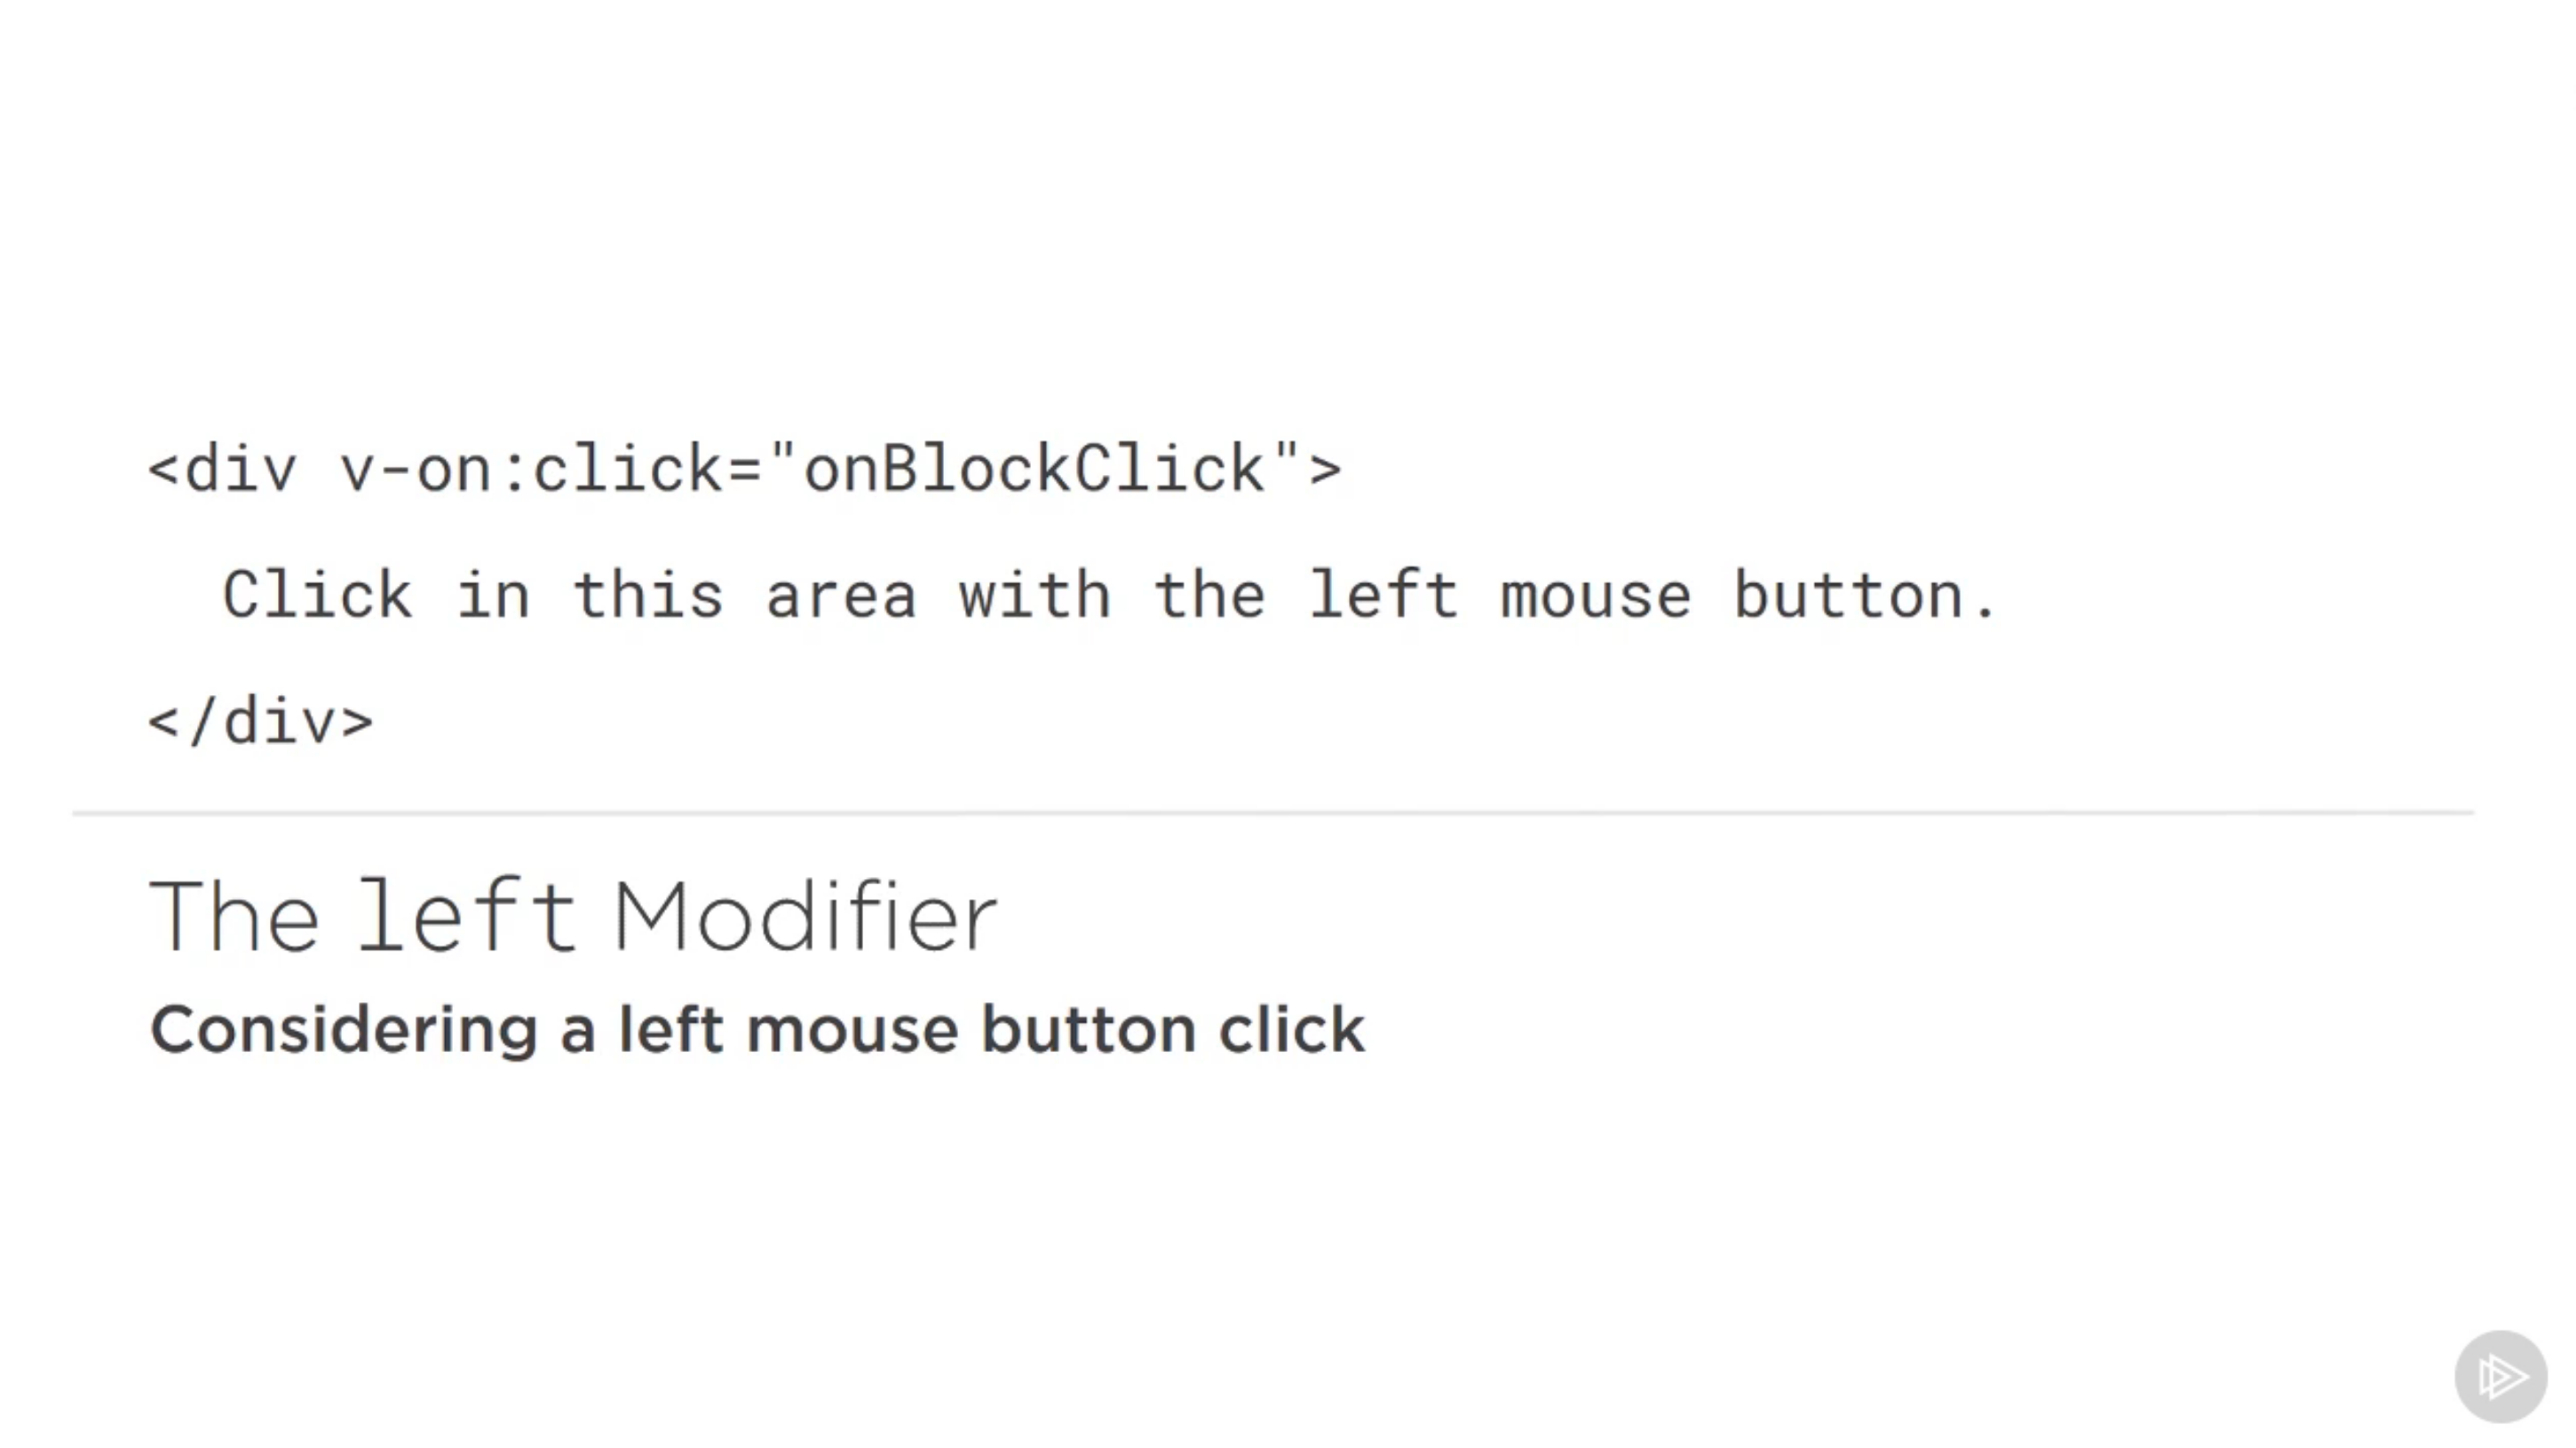 <div v-on:click="onBlockClick">
Click in this area with the left mouse button.
</div>
The left Modifier
Considering a left mouse button click